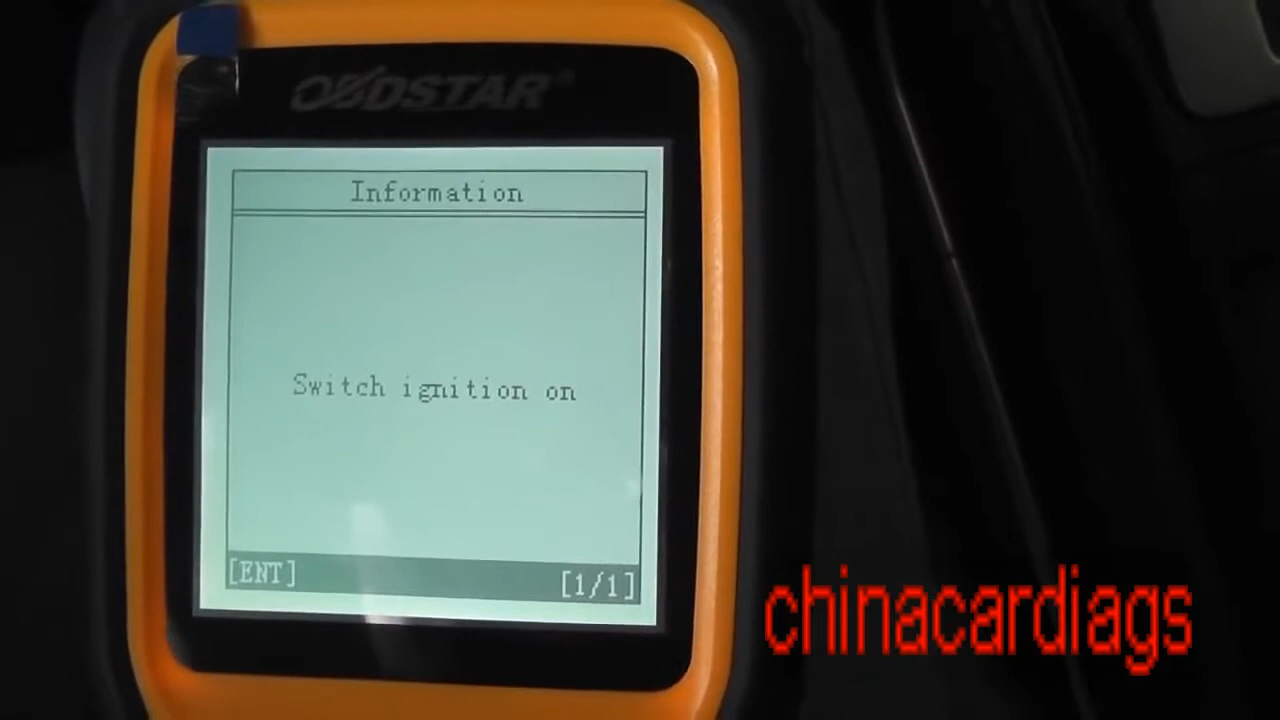 OBDSTAR
Information
Switch ignition on
[ENT]
[1/1]
chinacardiags